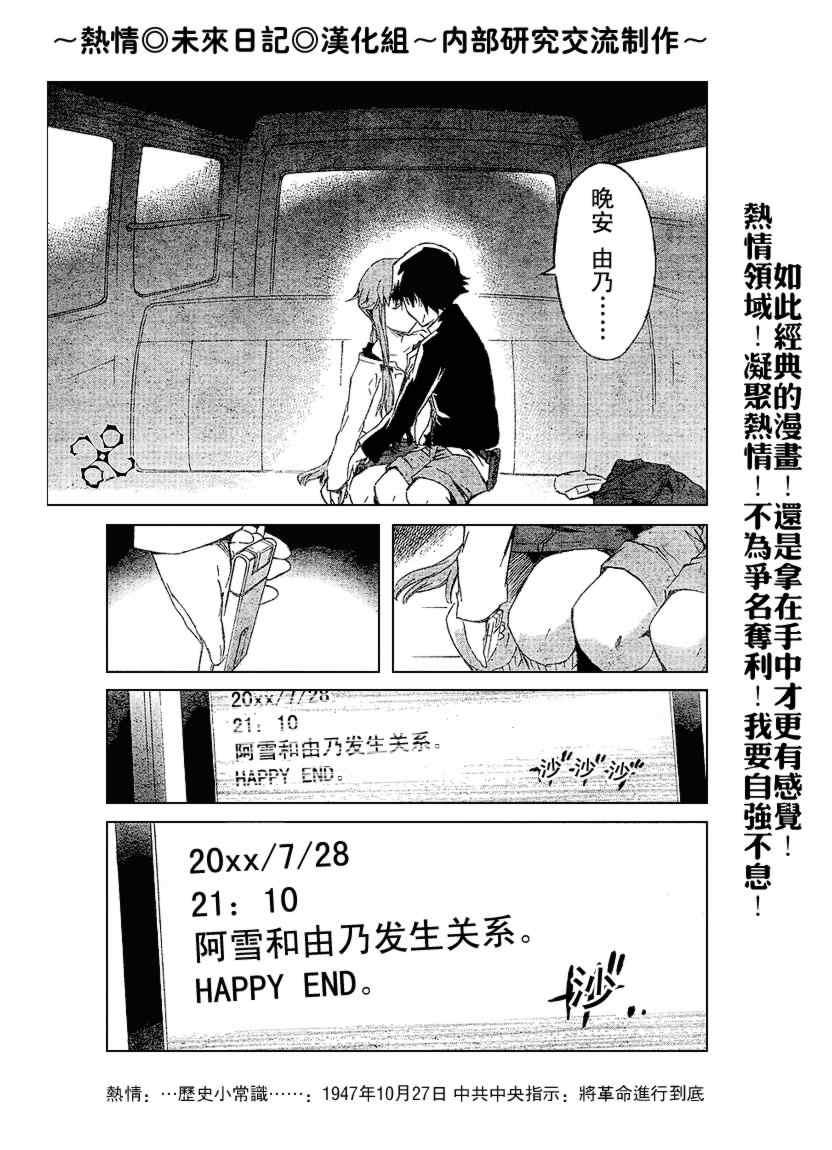 ～熱情◎未來日記◎漢化組～内部研究交流制作～
晚安
由乃……
如此經典的漫畫！還是拿在手中才更有感覺！
熱情領域！凝聚熱情！不為爭名奪利！我要自強不息！
20xx/7/28
21：10
阿雪和由乃发生关系。
HAPPY END。
沙 沙 沙
20xx/7/28
21：10
阿雪和由乃发生关系。
HAPPY END。
沙..
熱情：…歷史小常識……：1947年10月27日 中共中央指示：將革命進行到底